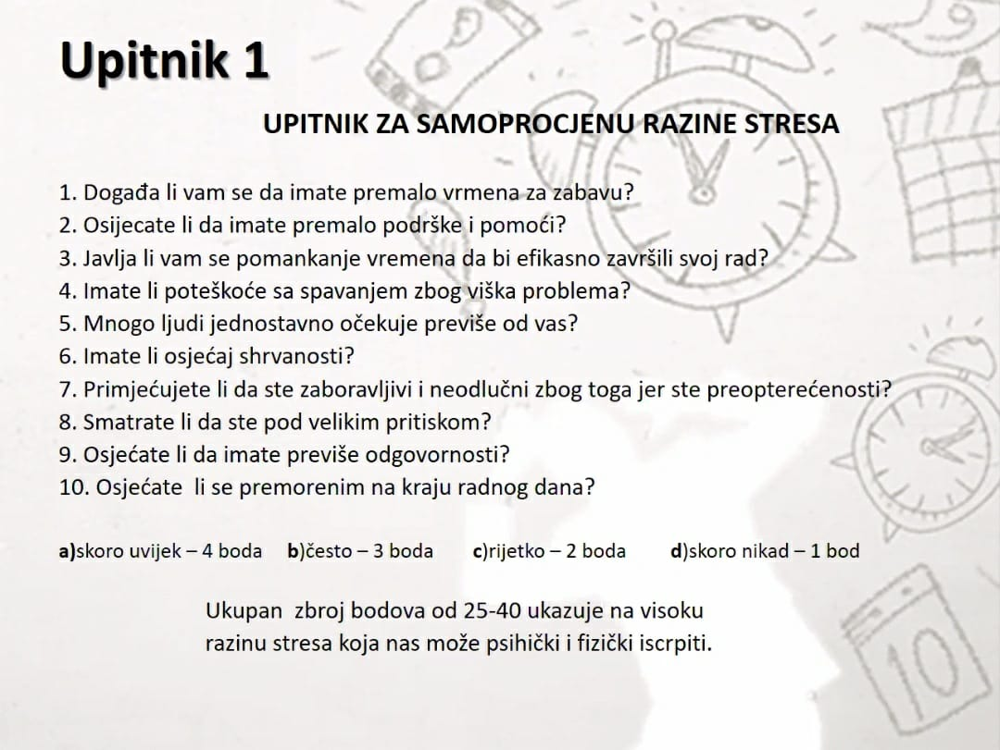 Upitnik 1
UPITNIK ZA SAMOPROCJENU RAZINE STRESA
1. Događa li vam se da imate premalo vrmena za zabavu?
2. Osijecate li da imate premalo podrške i pomoći?
3. Javlja li vam se pomankanje vremena da bi efikasno završili svoj rad?
4. Imate li poteškoće sa spavanjem zbog viška problema?
5. Mnogo ljudi jednostavno očekuje previše od vas?
6. Imate li osjećaj shrvanosti?
7. Primjećujete li da ste zaboravljivi i neodlučni zbog toga jer ste preopterećenosti?
8. Smatrate li da ste pod velikim pritiskom?
9. Osjećate li da imate previše odgovornosti?
10. Osjećate  li se premorenim na kraju radnog dana?
a)skoro uvijek – 4 boda b)često – 3 boda c)rijetko – 2 boda d)skoro nikad – 1 bod
Ukupan  zbroj bodova od 25-40 ukazuje na visoku
razinu stresa koja nas može psihički i fizički iscrpiti.
10